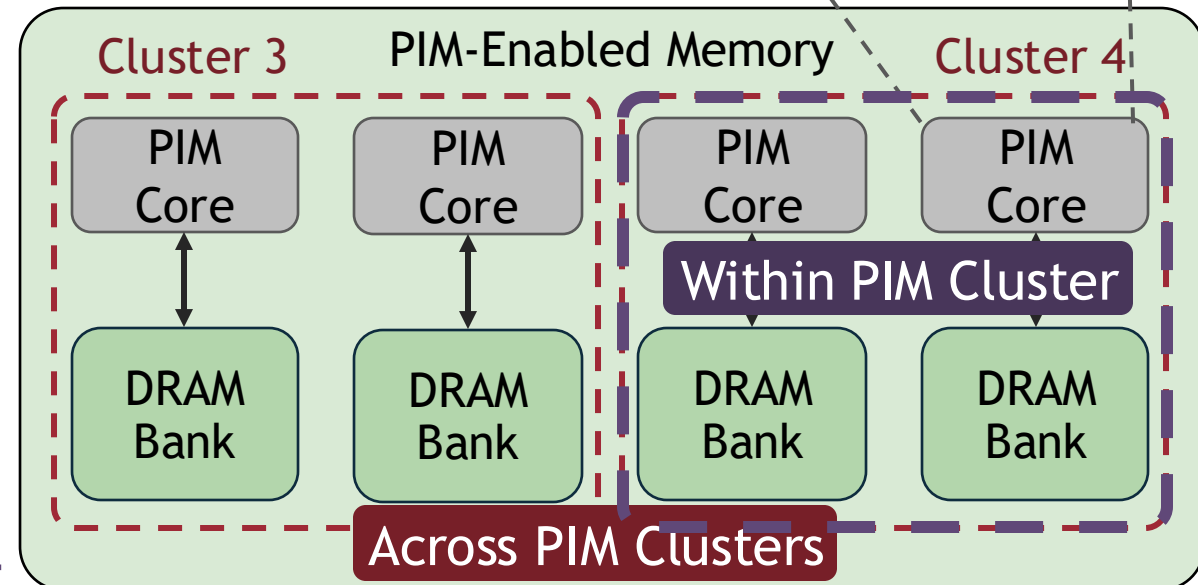 Cluster 3
PIM-Enabled Memory
Cluster 4
PIM
Core
PIM
Core
PIM
Core
PIM
Core
Within PIM Cluster
DRAM
Bank
DRAM
Bank
DRAM
Bank
DRAM
Bank
Across PIM Clusters